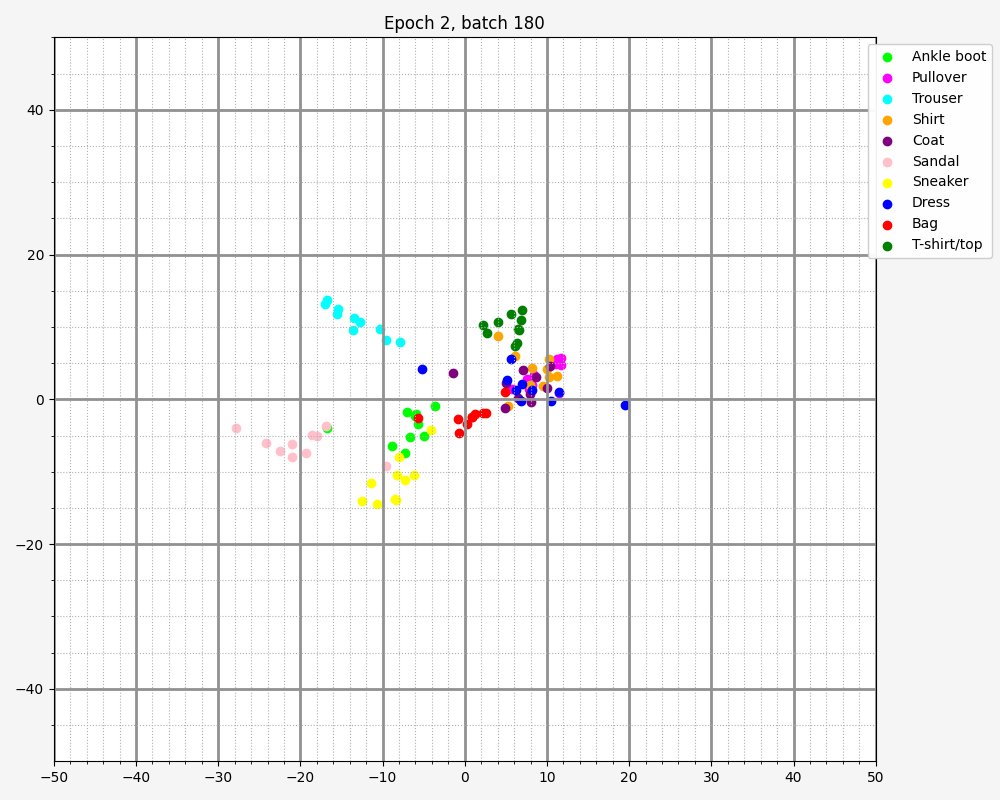 Epoch 2, batch 180
Ankle boot
Pullover
Trouser
Shirt
Coat
Sandal
Sneaker
Dress
Bag
T-shirt/top
40
20
0
−20
−40
−50
−40
−30
−20
−10
0
10
20
30
40
50